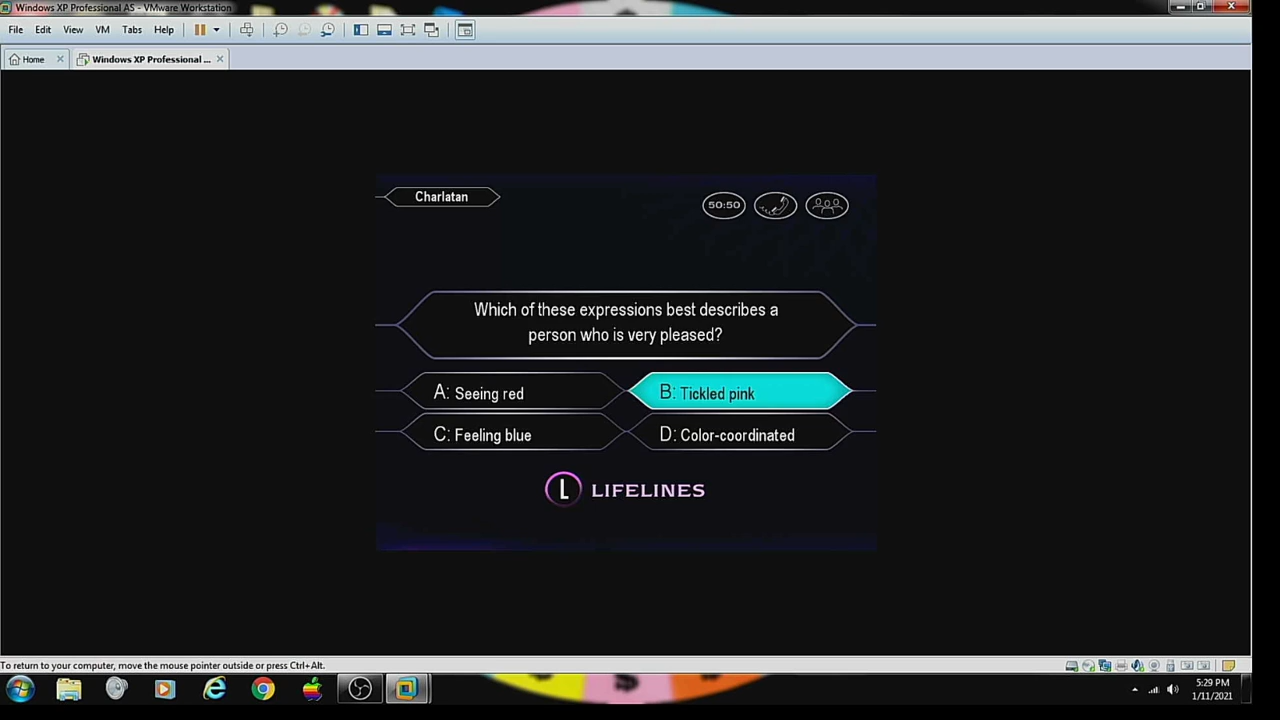 Windows XP Professional AS - VMware Workstation
File Edit View VM Tabs Help
Home
Windows XP Professional ...
Charlatan
50:50
Which of these expressions best describes a
person who is very pleased?
A: Seeing red
B: Tickled pink
C: Feeling blue
D: Color-coordinated
L LIFELINES
To return to your computer, move the mouse pointer outside or press Ctrl+Alt.
5:29 PM
1/11/2021